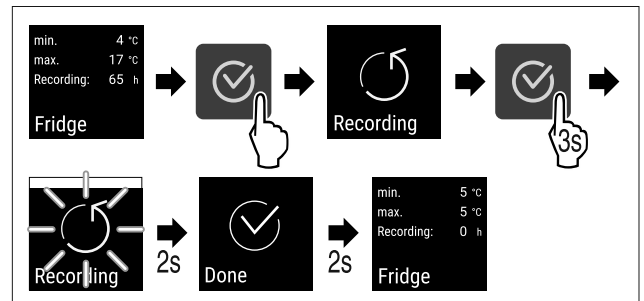 min. 4 °C
max. 17 °C
Recording: 65 h
Fridge
Recording
3s
Recording
2s
Done
2s
min. 5 °C
max. 5 °C
Recording: 0 h
Fridge